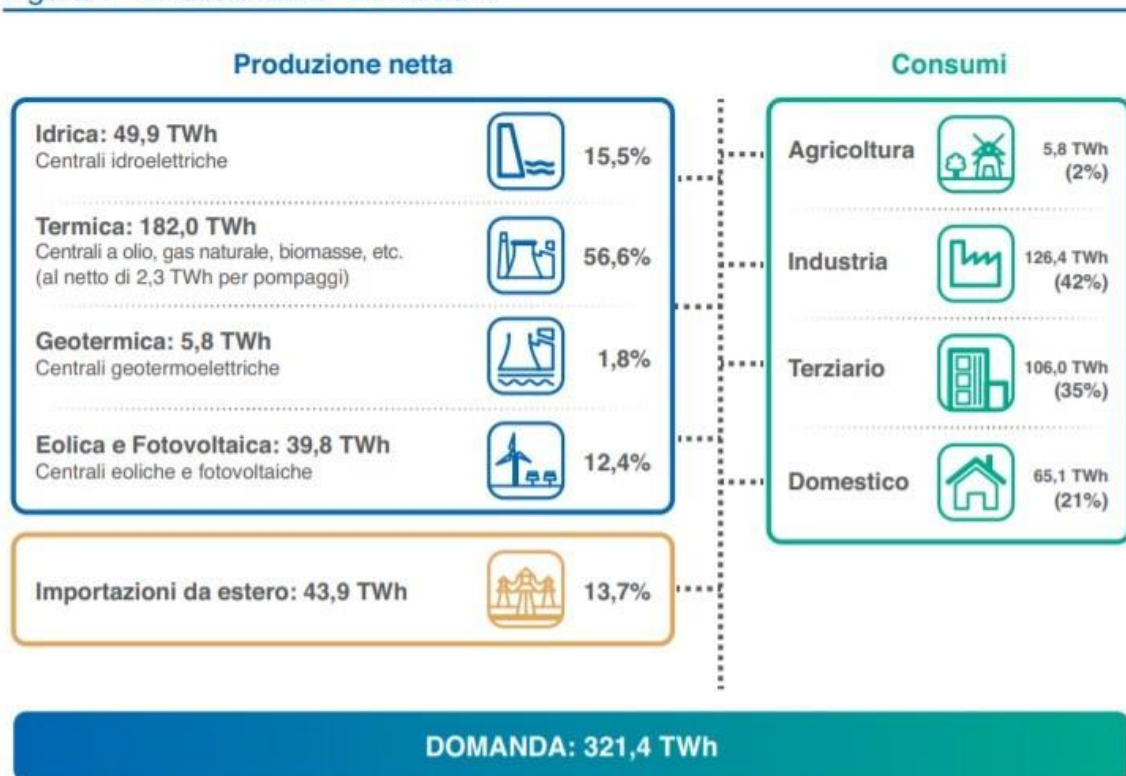 Produzione netta
Idrica: 49,9 TWh
Centrali idroelettriche
15,5%
Termica: 182,0 TWh
Centrali a olio, gas naturale, biomasse, etc.
(al netto di 2,3 TWh per pompaggi)
56,6%
Geotermica: 5,8 TWh
Centrali geotermoelettriche
1,8%
Eolica e Fotovoltaica: 39,8 TWh
Centrali eoliche e fotovoltaiche
12,4%
Importazioni da estero: 43,9 TWh
13,7%
Consumi
Agricoltura
5,8 TWh
(2%)
Industria
126,4 TWh
(42%)
Terziario
106,0 TWh
(35%)
Domestico
65,1 TWh
(21%)
DOMANDA: 321,4 TWh